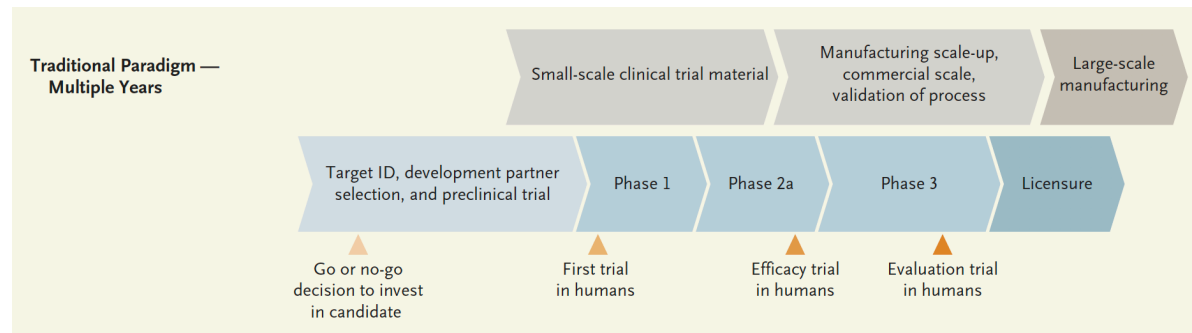 Traditional Paradigm —
Multiple Years
Small-scale clinical trial material
Manufacturing scale-up,
commercial scale,
validation of process
Large-scale
manufacturing
Target ID, development partner
selection, and preclinical trial
Phase 1
Phase 2a
Phase 3
Licensure
Go or no-go
decision to invest
in candidate
First trial
in humans
Efficacy trial
in humans
Evaluation trial
in humans